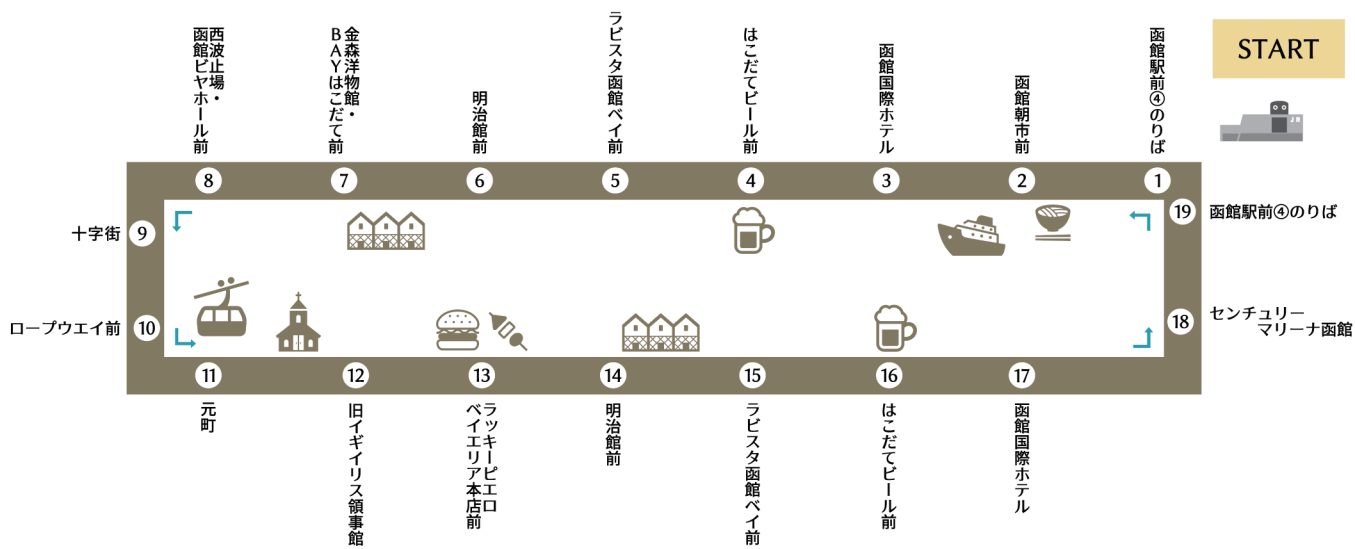 START
JR
函館駅前④のりば
1
函館朝市前
2
函館国際ホテル
3
はこだてビール前
4
ラビスタ函館ベイ前
5
明治館前
6
金森洋物館・
BAYはこだて前
7
西波止場・
函館ビヤホール前
8
十字街
9
ロープウエイ前
10
11
元町
12
旧イギイリス領事館
13
ラッキーピエロ
ベイエリア本店前
14
明治館前
15
ラビスタ函館ベイ前
16
はこだてビール前
17
函館国際ホテル
18
センチュリー
マリーナ函館
19
函館駅前④のりば